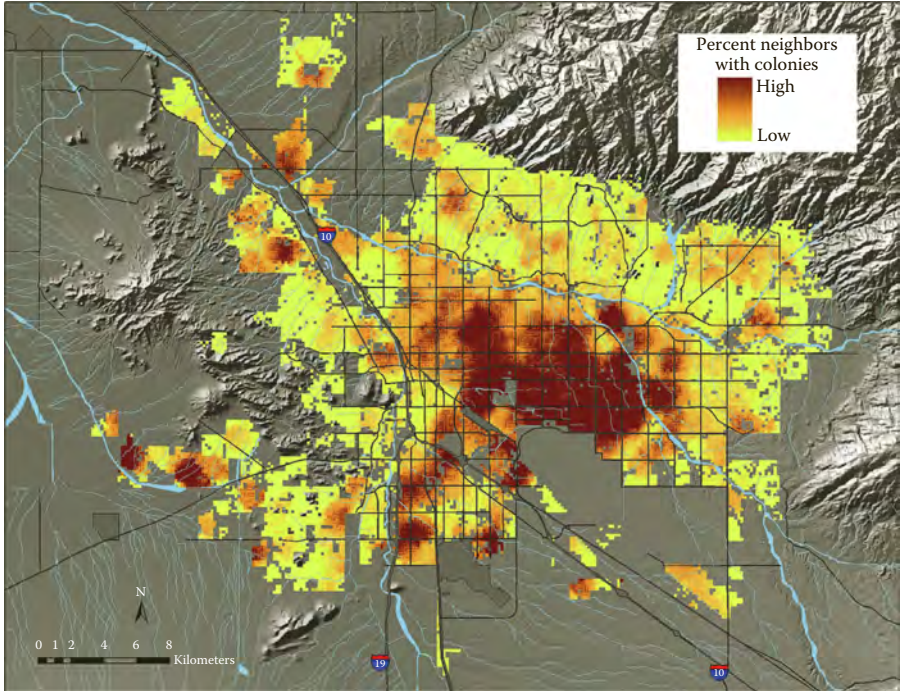 Percent neighbors
with colonies
High
Low
10
N
0 1 2 4 6 8
Kilometers
19
10